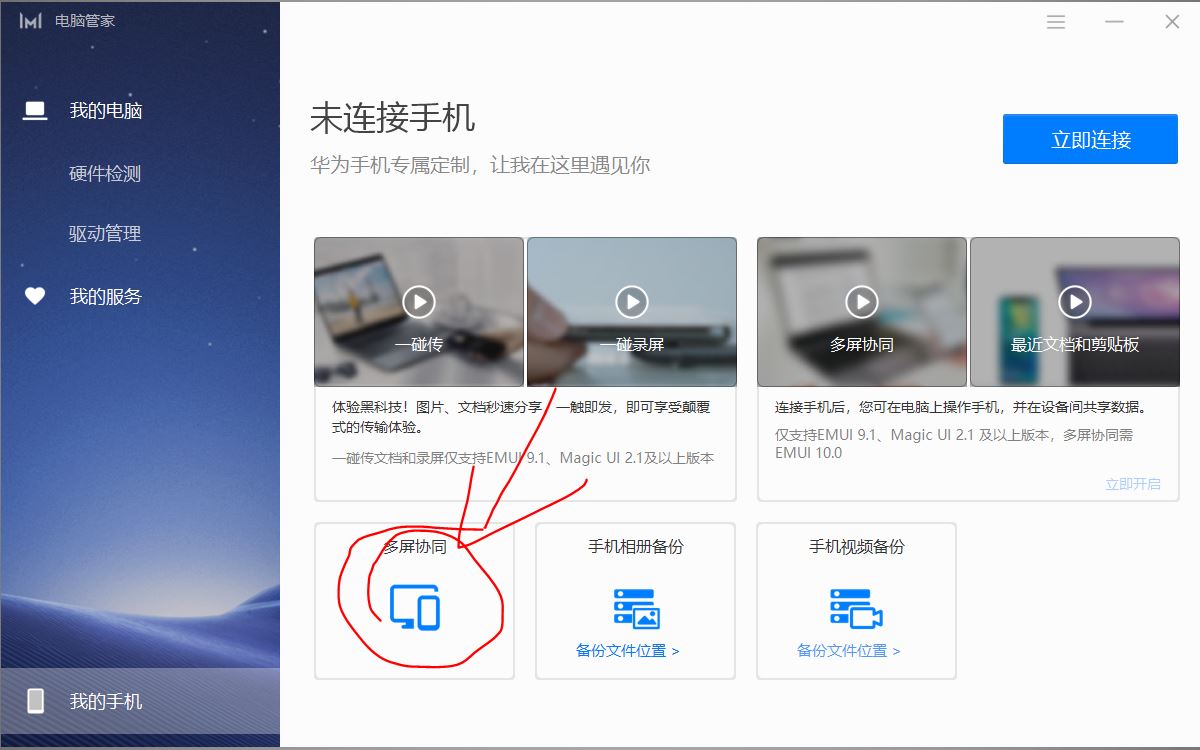 电脑管家
我的电脑
硬件检测
驱动管理
我的服务
我的手机
未连接手机
华为手机专属定制，让我在这里遇见你
立即连接
一碰传
一碰录屏
多屏协同
最近文档和剪贴板
体验黑科技！图片、文档秒速分享，一触即发，即可享受颠覆
式的传输体验。
一碰传文档和录屏仅支持EMUI 9.1、Magic UI 2.1及以上版本
连接手机后，您可在电脑上操作手机，并在设备间共享数据。
仅支持EMUI 9.1、Magic UI 2.1 及以上版本，多屏协同需
EMUI 10.0
立即开启
多屏协同
手机相册备份
备份文件位置 >
手机视频备份
备份文件位置 >